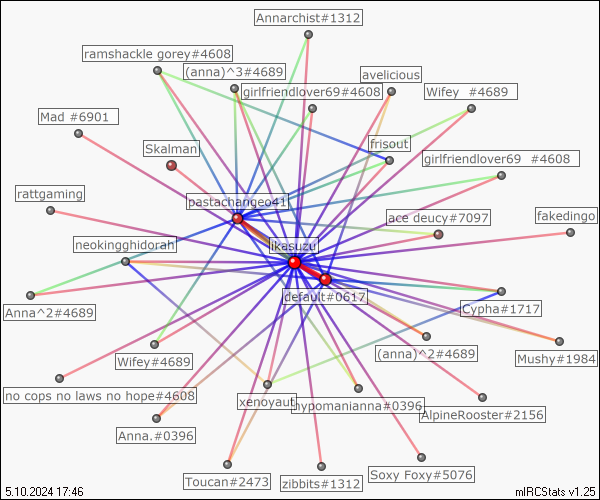 Annarchist#1312
ramshackle gorey#4608
(anna)^3#4689
avelicious
girlfriendlover69#4608
Wifey  #4689
Mad #6901
Skalman
frisout
girlfriendlover69  #4608
rattgaming
pastachangeo41
ace deucy#7097
fakedingo
neokingghidorah
ikasuzu
default#0617
Anna^2#4689
Cypha#1717
Wifey#4689
(anna)^2#4689
Mushy#1984
no cops no laws no hope#4608
xenoyaut
hypomanianna#0396
AlpineRooster#2156
Anna.#0396
Toucan#2473
zibbits#1312
Soxy Foxy#5076
5.10.2024 17:46
mIRCStats v1.25